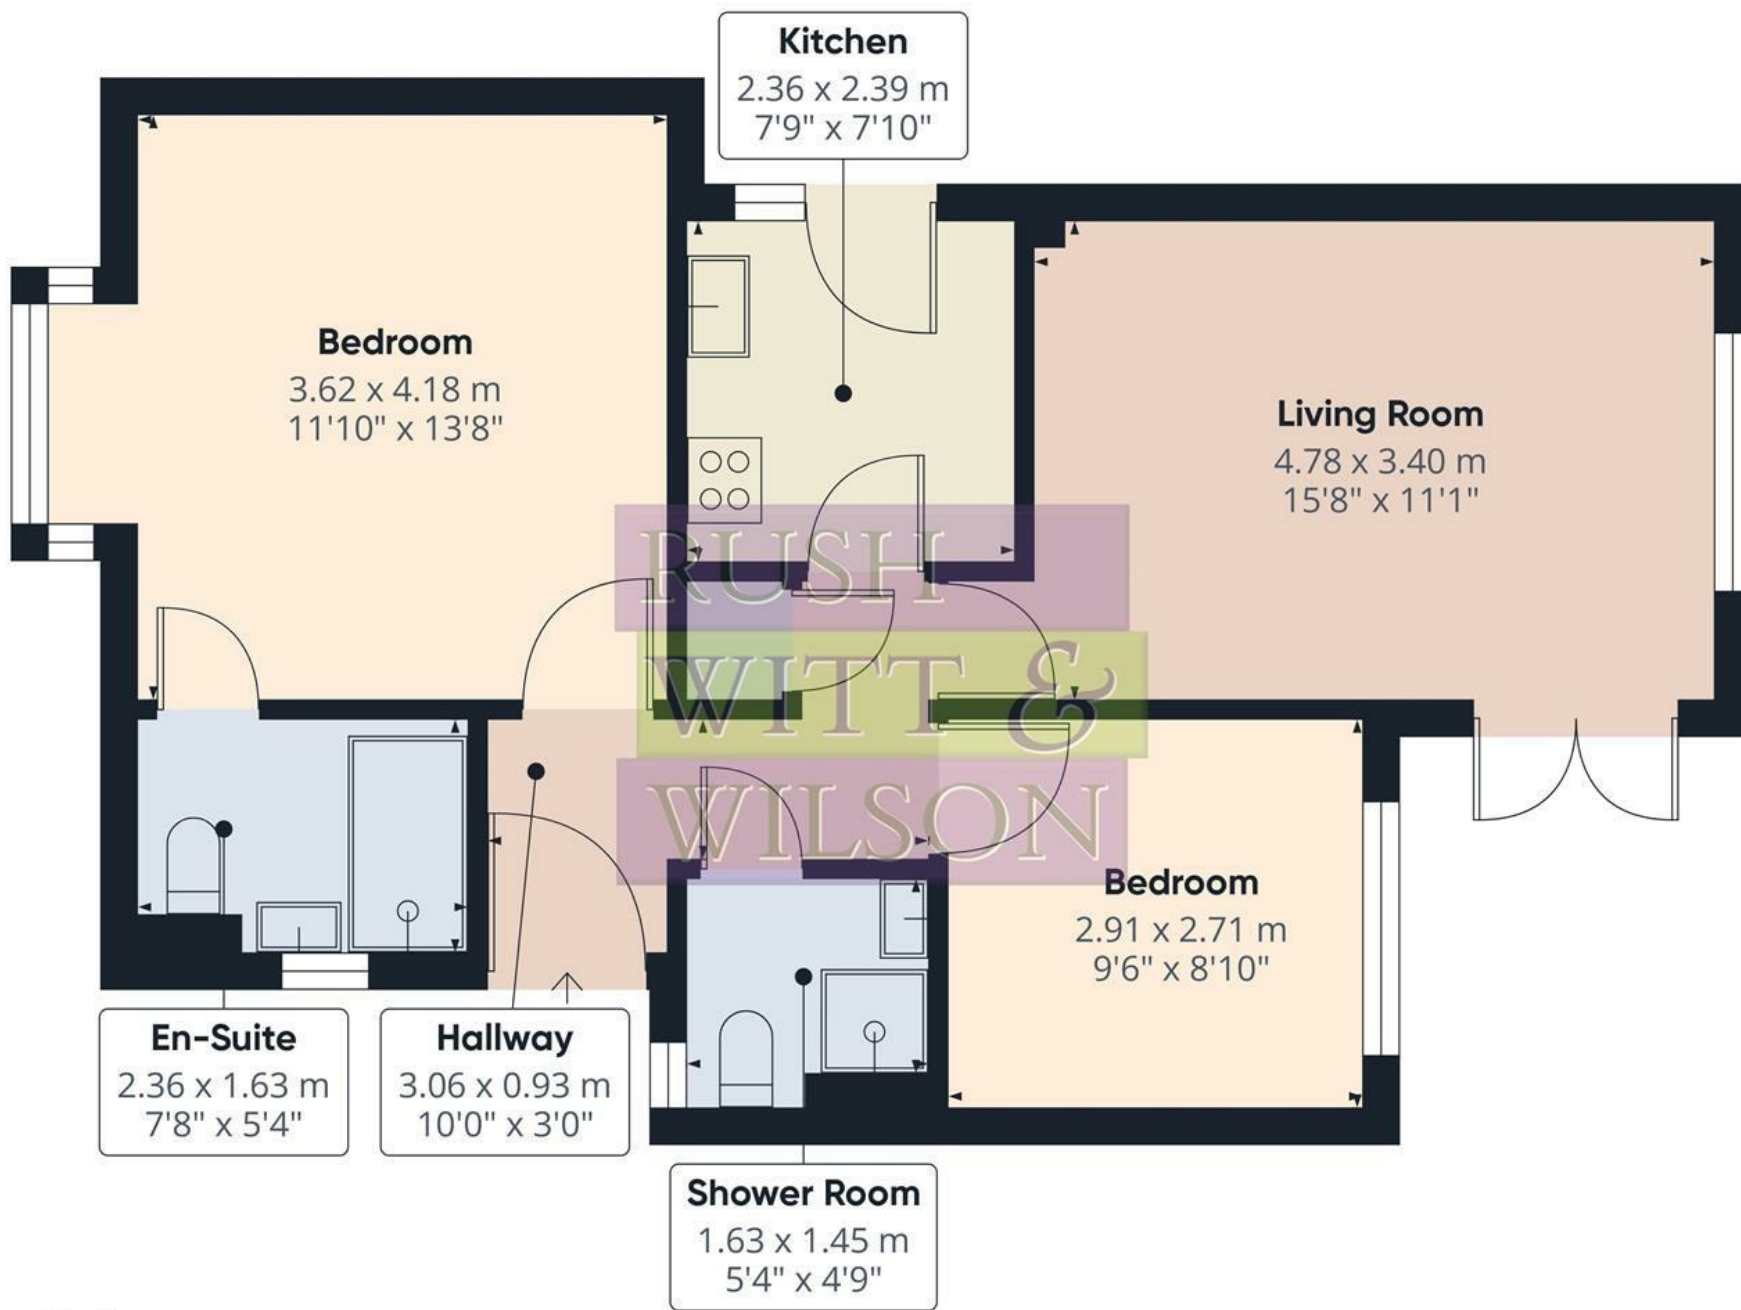 Kitchen
2.36 x 2.39 m
7'9" x 7'10"
Bedroom
3.62 x 4.18 m
11'10" x 13'8"
Living Room
4.78 x 3.40 m
15'8" x 11'1"
RUSH
WITT &
WILSON
Bedroom
2.91 x 2.71 m
9'6" x 8'10"
En-Suite
2.36 x 1.63 m
7'8" x 5'4"
Hallway
3.06 x 0.93 m
10'0" x 3'0"
Shower Room
1.63 x 1.45 m
5'4" x 4'9"